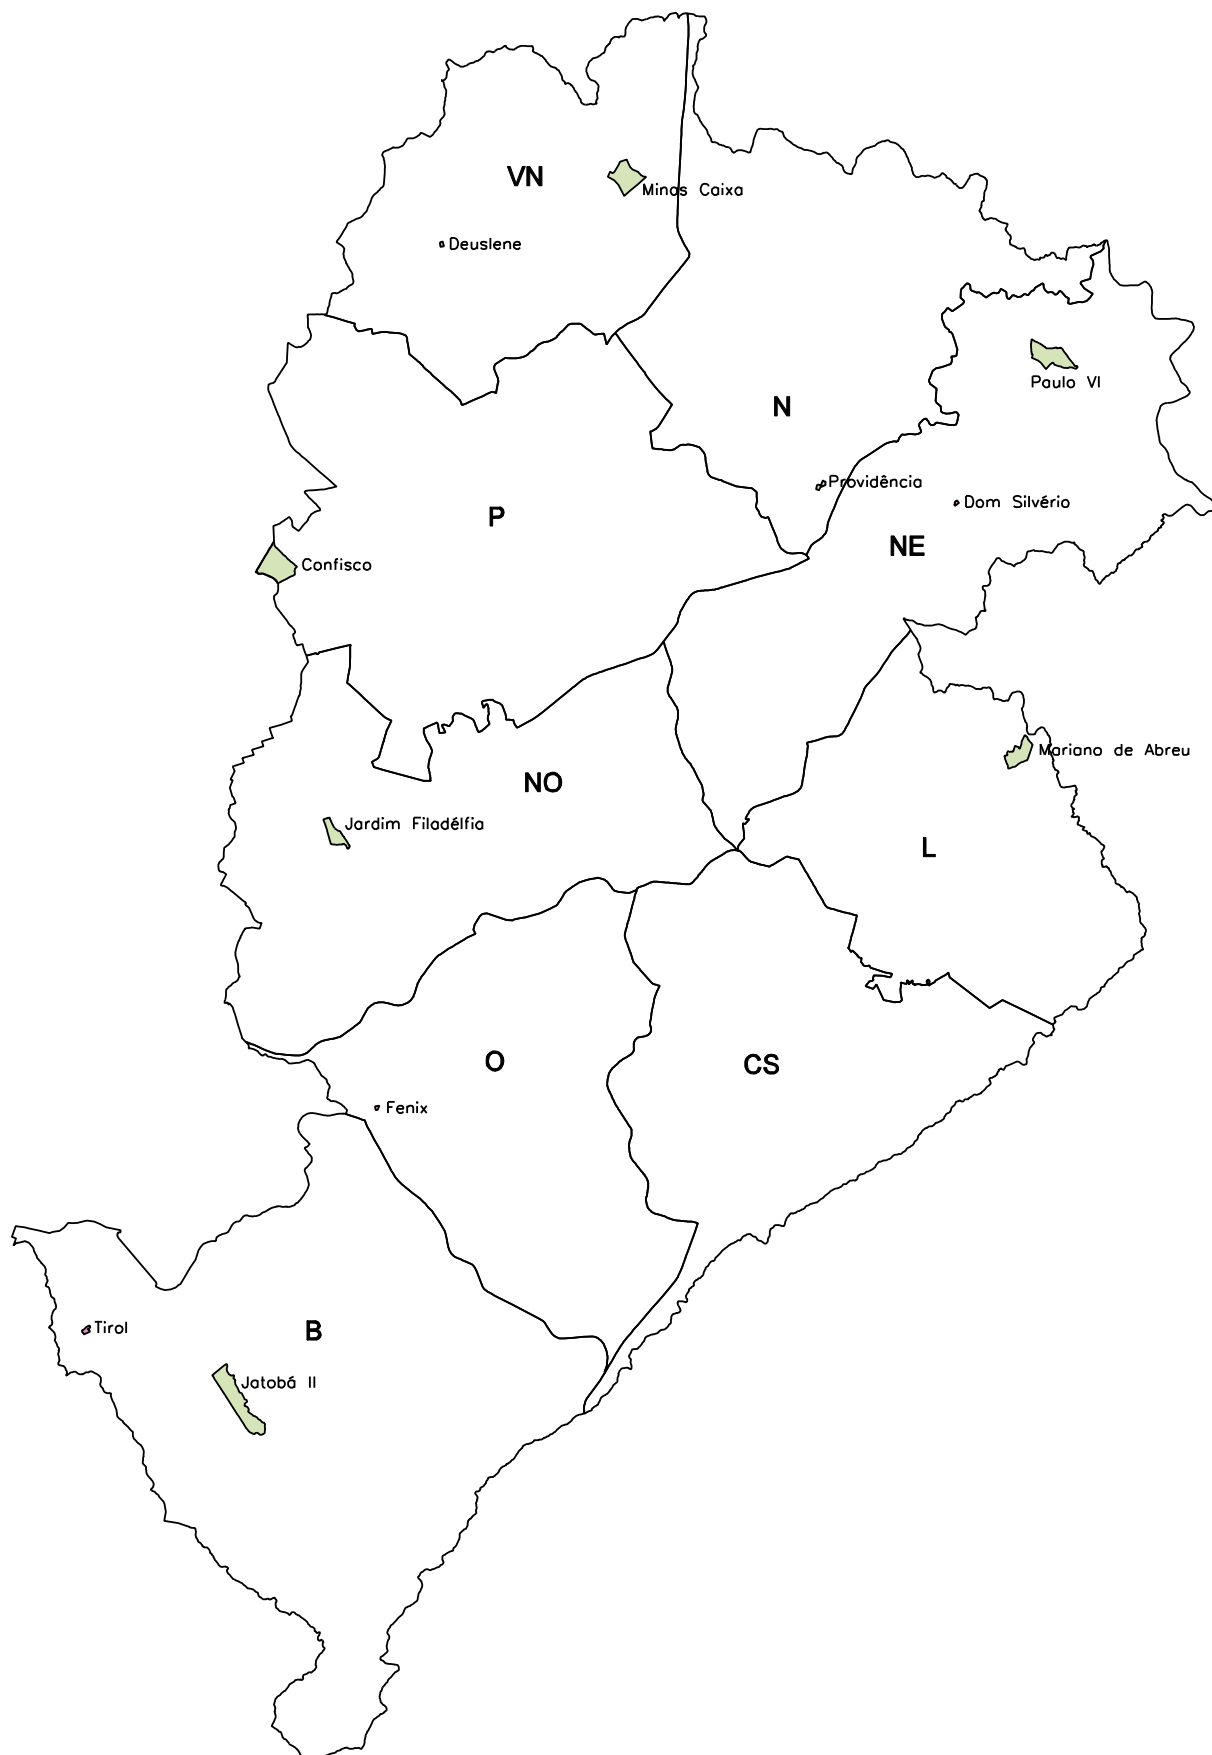 VN
Minas Caixa
Deuslene
Paulo VI
N
Providência
Dom Silvério
P
NE
Confisco
Mariano de Abreu
NO
Jardim Filadélfia
L
O
CS
Fenix
Tirol
B
Jatobá II